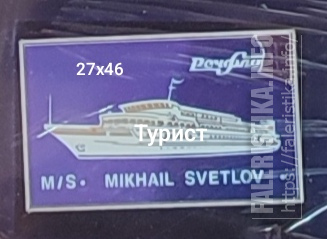 27x46
Речфлот
Турист
M/S• MIKHAIL SVETLOV
FALERISTIKA.INFO
https://faleristika.info